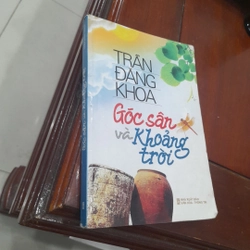 TRẦN
ĐĂNG
KHOA
Góc sân
và Khoảng
trời